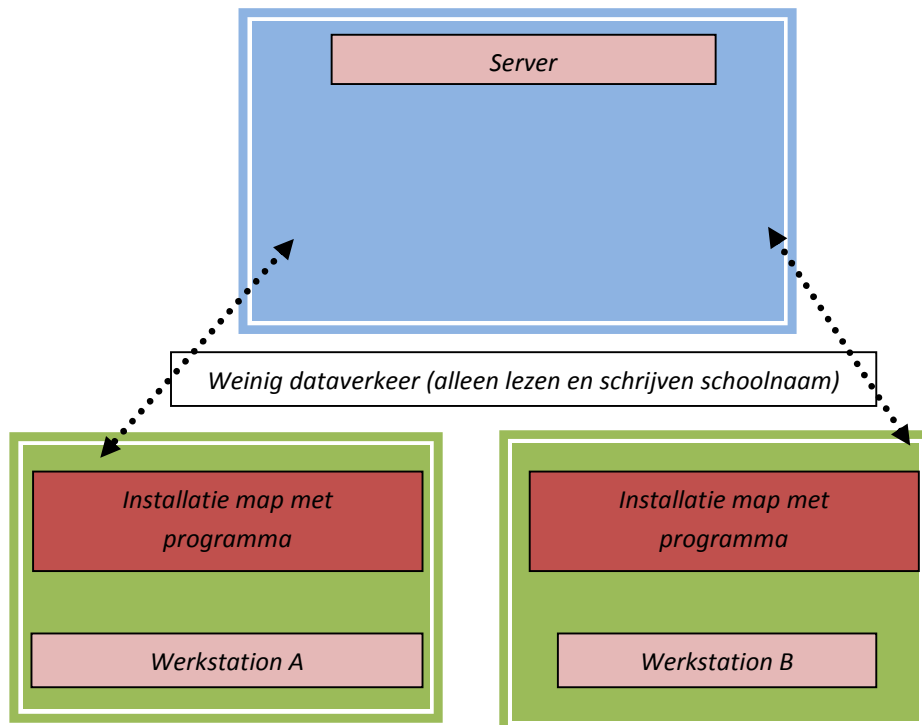 Server
Weinig dataverkeer (alleen lezen en schrijven schoolnaam)
Installatie map met
programma
Installatie map met
programma
Werkstation A
Werkstation B